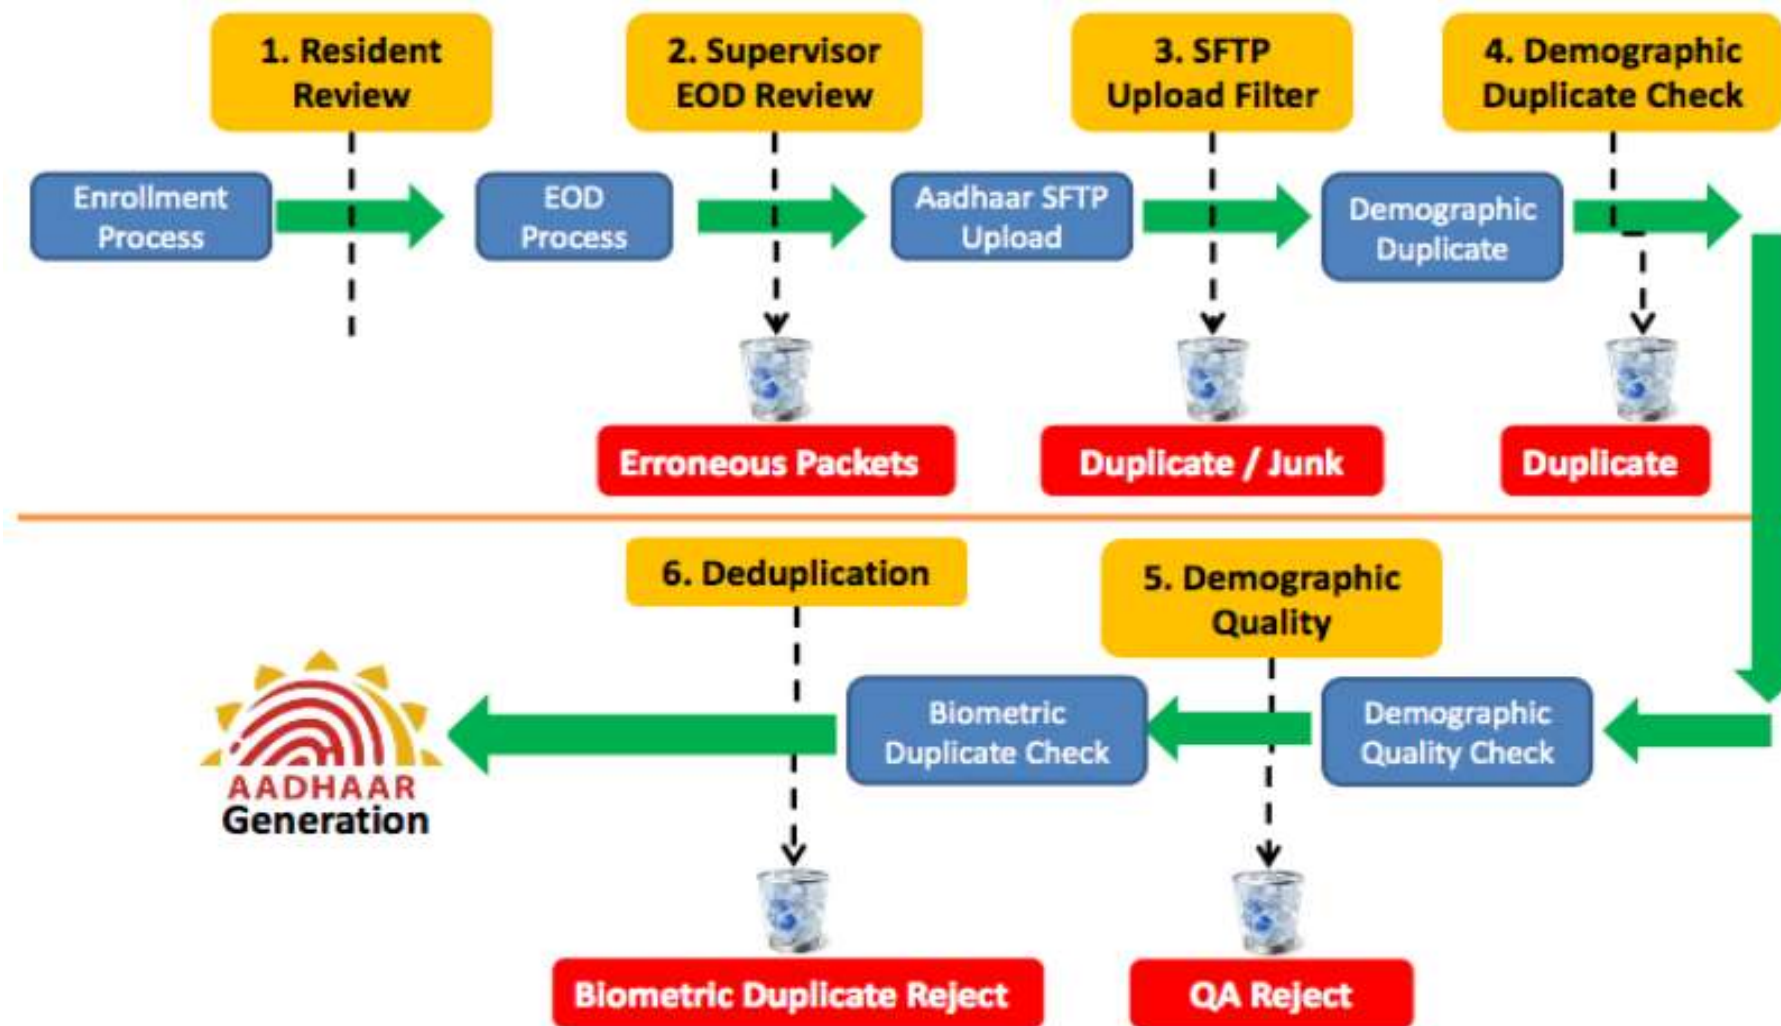 1. Resident
Review
2. Supervisor
EOD Review
3. SFTP
Upload Filter
4. Demographic
Duplicate Check
Enrollment
Process
EOD
Process
Aadhaar SFTP
Upload
Demographic
Duplicate
Erroneous Packets
Duplicate / Junk
Duplicate
6. Deduplication
5. Demographic
Quality
AADHAAR
Generation
Biometric
Duplicate Check
Demographic
Quality Check
Biometric Duplicate Reject
QA Reject